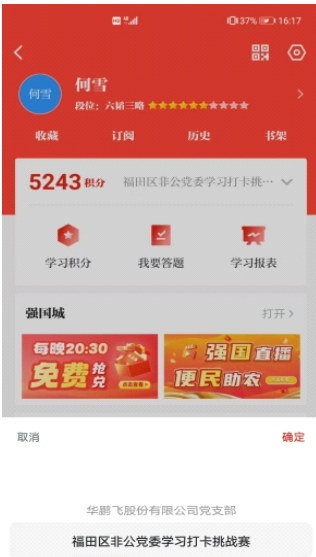 37% 16:17
何雪
何雪
段位：六韬三略
收藏 订阅 历史 书架
5243积分 福田区非公党委学习打卡挑…
学习积分 我要答题 学习报表
强国城 打开
每晚20:30
免费抢兑
强国直播
便民助农
取消 确定
华鹏飞股份有限公司党支部
福田区非公党委学习打卡挑战赛